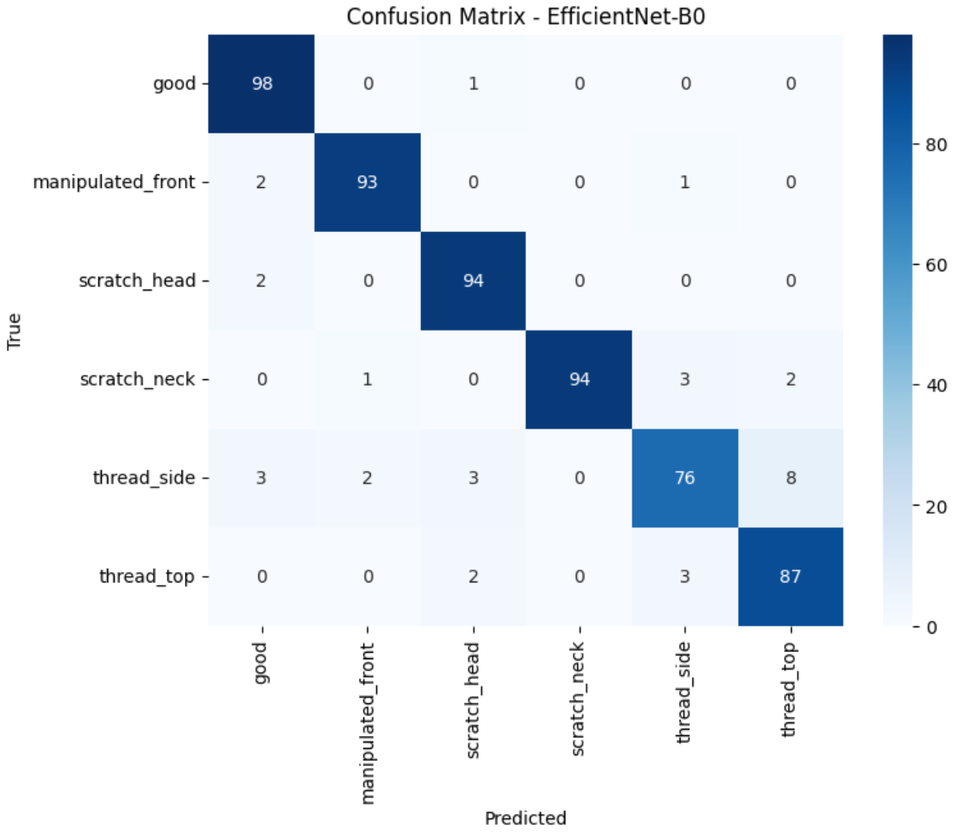 Confusion Matrix - EfficientNet-B0
good 98 0 1 0 0 0
manipulated_front 2 93 0 0 1 0
scratch_head 2 0 94 0 0 0
scratch_neck 0 1 0 94 3 2
thread_side 3 2 3 0 76 8
thread_top 0 0 2 0 3 87
True
good manipulated_front scratch_head scratch_neck thread_side thread_top
Predicted
80
60
40
20
0